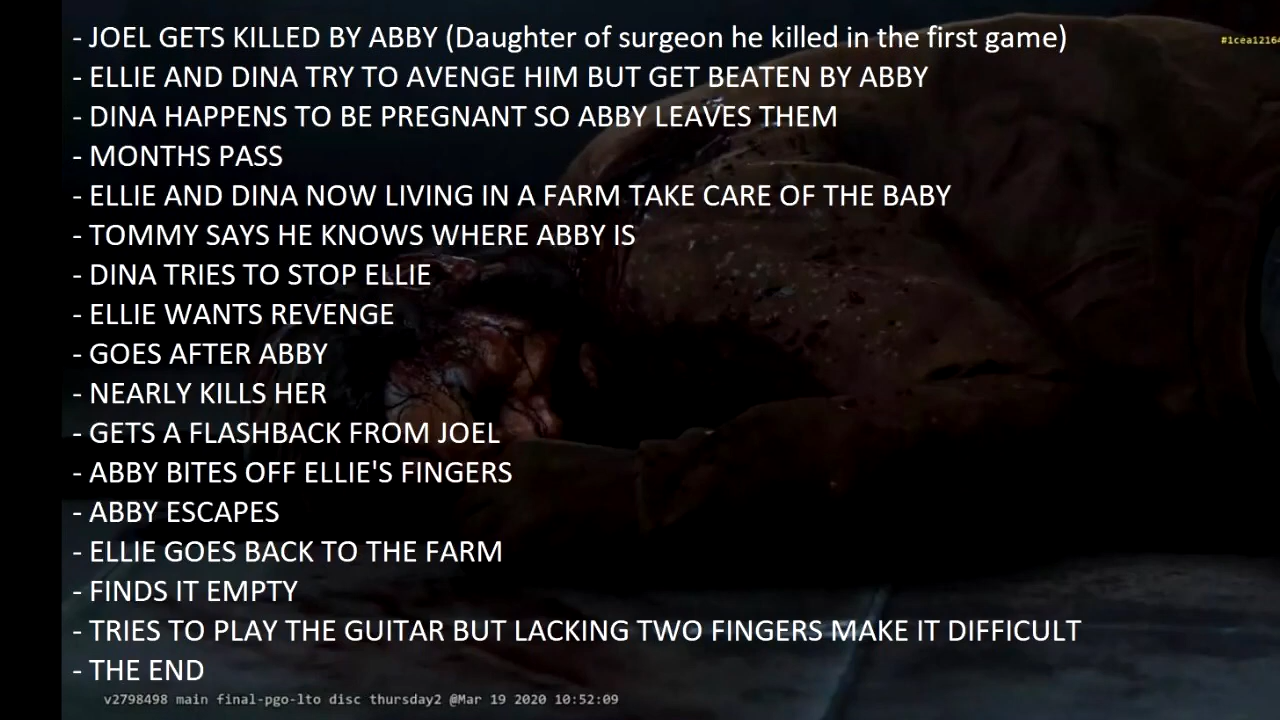 - JOEL GETS KILLED BY ABBY (Daughter of surgeon he killed in the first game)
#1cea12164
- ELLIE AND DINA TRY TO AVENGE HIM BUT GET BEATEN BY ABBY
- DINA HAPPENS TO BE PREGNANT SO ABBY LEAVES THEM
- MONTHS PASS
- ELLIE AND DINA NOW LIVING IN A FARM TAKE CARE OF THE BABY
- TOMMY SAYS HE KNOWS WHERE ABBY IS
- DINA TRIES TO STOP ELLIE
- ELLIE WANTS REVENGE
- GOES AFTER ABBY
- NEARLY KILLS HER
- GETS A FLASHBACK FROM JOEL
- ABBY BITES OFF ELLIE'S FINGERS
- ABBY ESCAPES
- ELLIE GOES BACK TO THE FARM
- FINDS IT EMPTY
- TRIES TO PLAY THE GUITAR BUT LACKING TWO FINGERS MAKE IT DIFFICULT
- THE END
v2798498 main final-pgo-lto disc thursday2 @Mar 19 2020 10:52:09